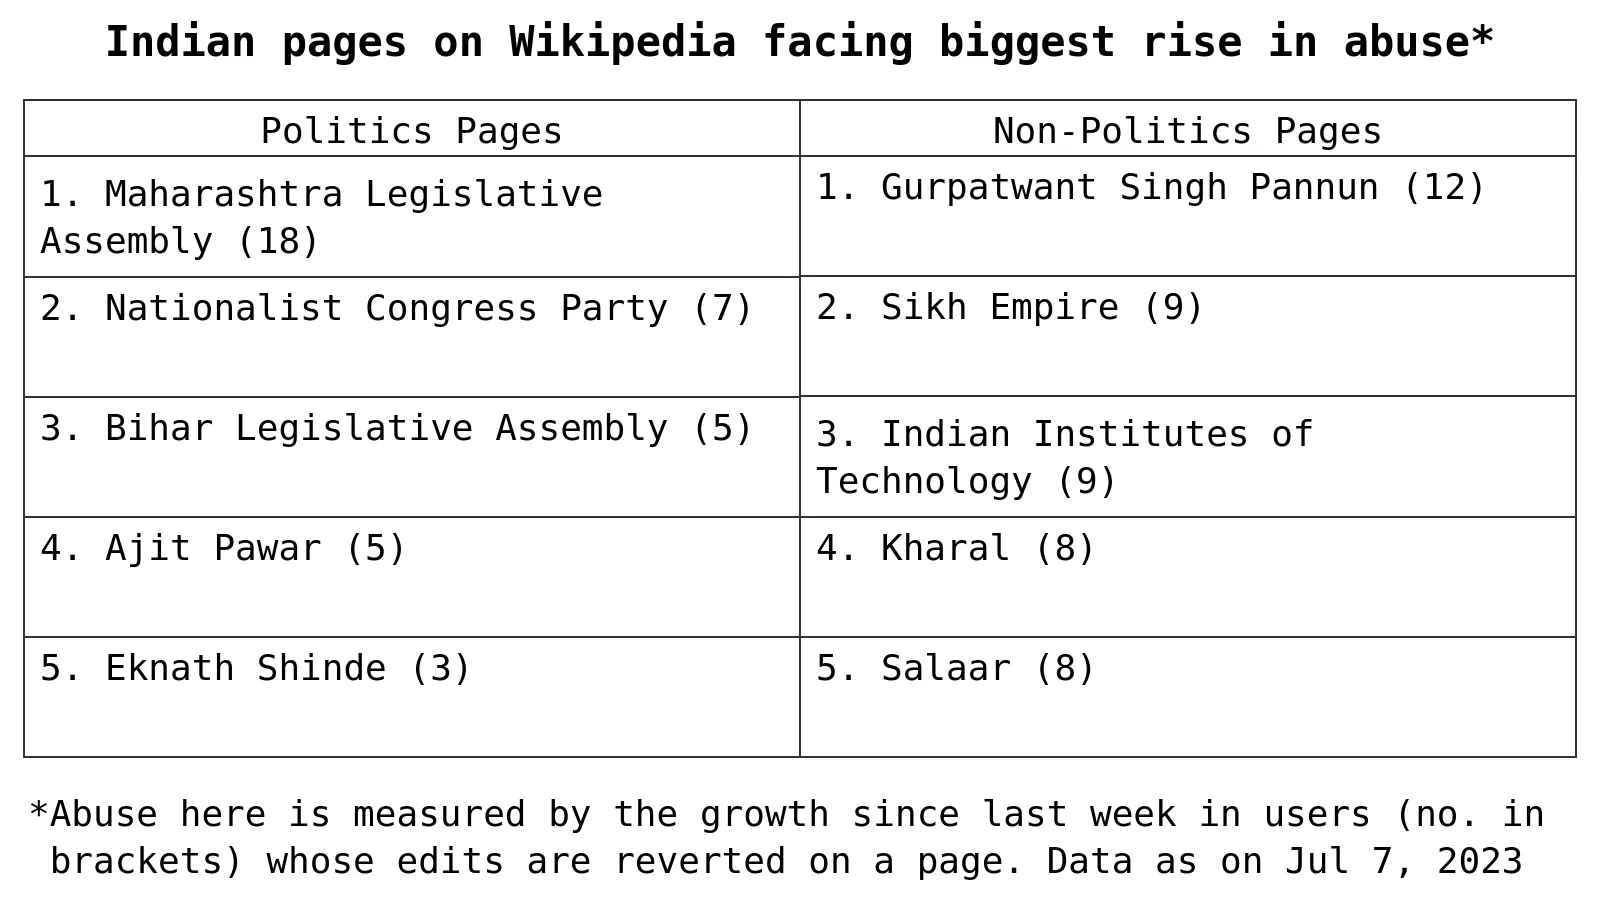 Indian pages on Wikipedia facing biggest rise in abuse*
Politics Pages
Non-Politics Pages
1. Maharashtra Legislative
Assembly (18)
1. Gurpatwant Singh Pannun (12)
2. Nationalist Congress Party (7)
2. Sikh Empire (9)
3. Bihar Legislative Assembly (5)
3. Indian Institutes of
Technology (9)
4. Ajit Pawar (5)
4. Kharal (8)
5. Eknath Shinde (3)
5. Salaar (8)
*Abuse here is measured by the growth since last week in users (no. in
brackets) whose edits are reverted on a page. Data as on Jul 7, 2023